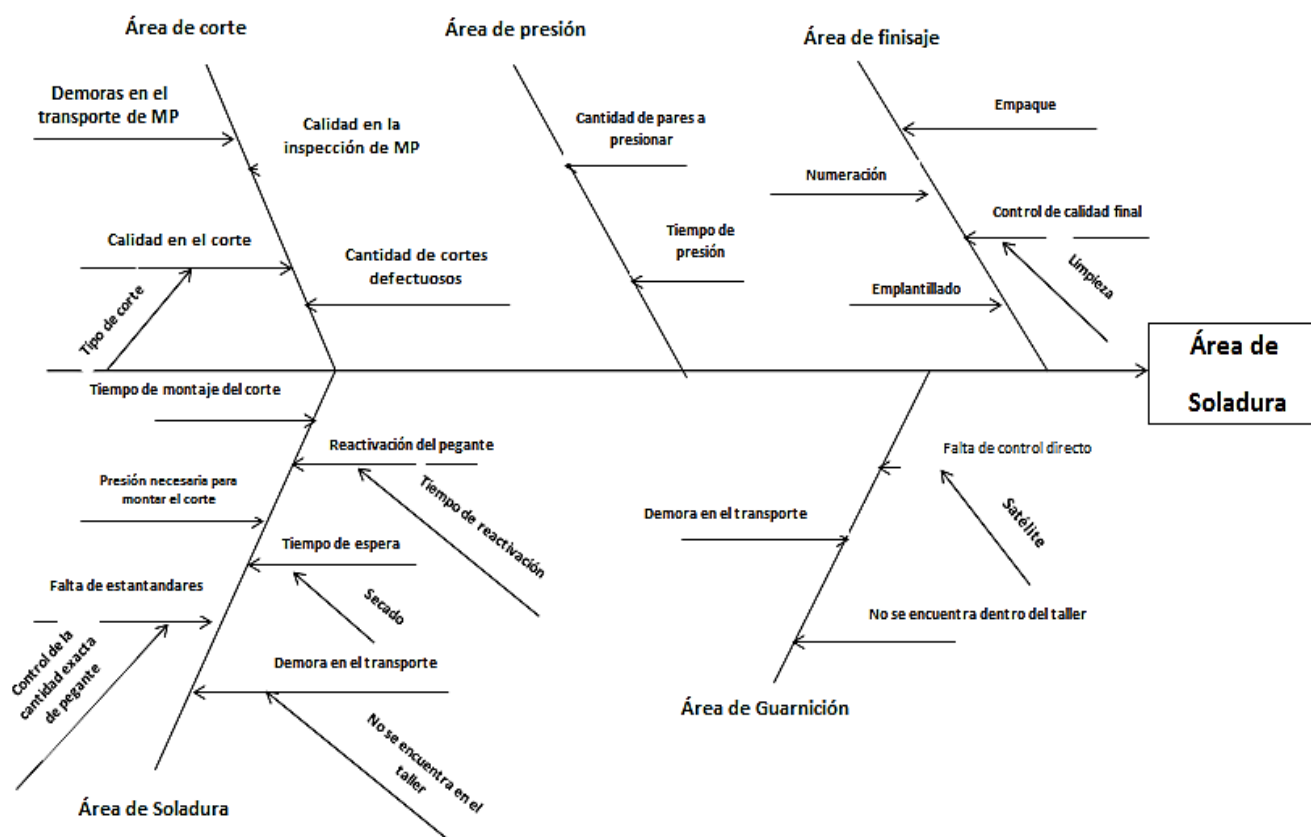 Área de corte
Área de presión
Área de finisaje
Demoras en el
transporte de MP
Calidad en la
inspección de MP
Calidad en el corte
Tipo de corte
Cantidad de cortes
defectuosos
Cantidad de pares a
presionar
Tiempo de
presión
Empaque
Numeración
Control de calidad final
Limpieza
Emplantillado
Área de
Soladura
Tiempo de montaje del corte
Reactivación del pegante
Tiempo de reactivación
Presión necesaria para
montar el corte
Tiempo de espera
Secado
Falta de estantandares
Control de la
cantidad exacta
de pegante
Demora en el transporte
No se encuentra en el
taller
Área de Soladura
Falta de control directo
Satélite
Demora en el transporte
No se encuentra dentro del taller
Área de Guarnición